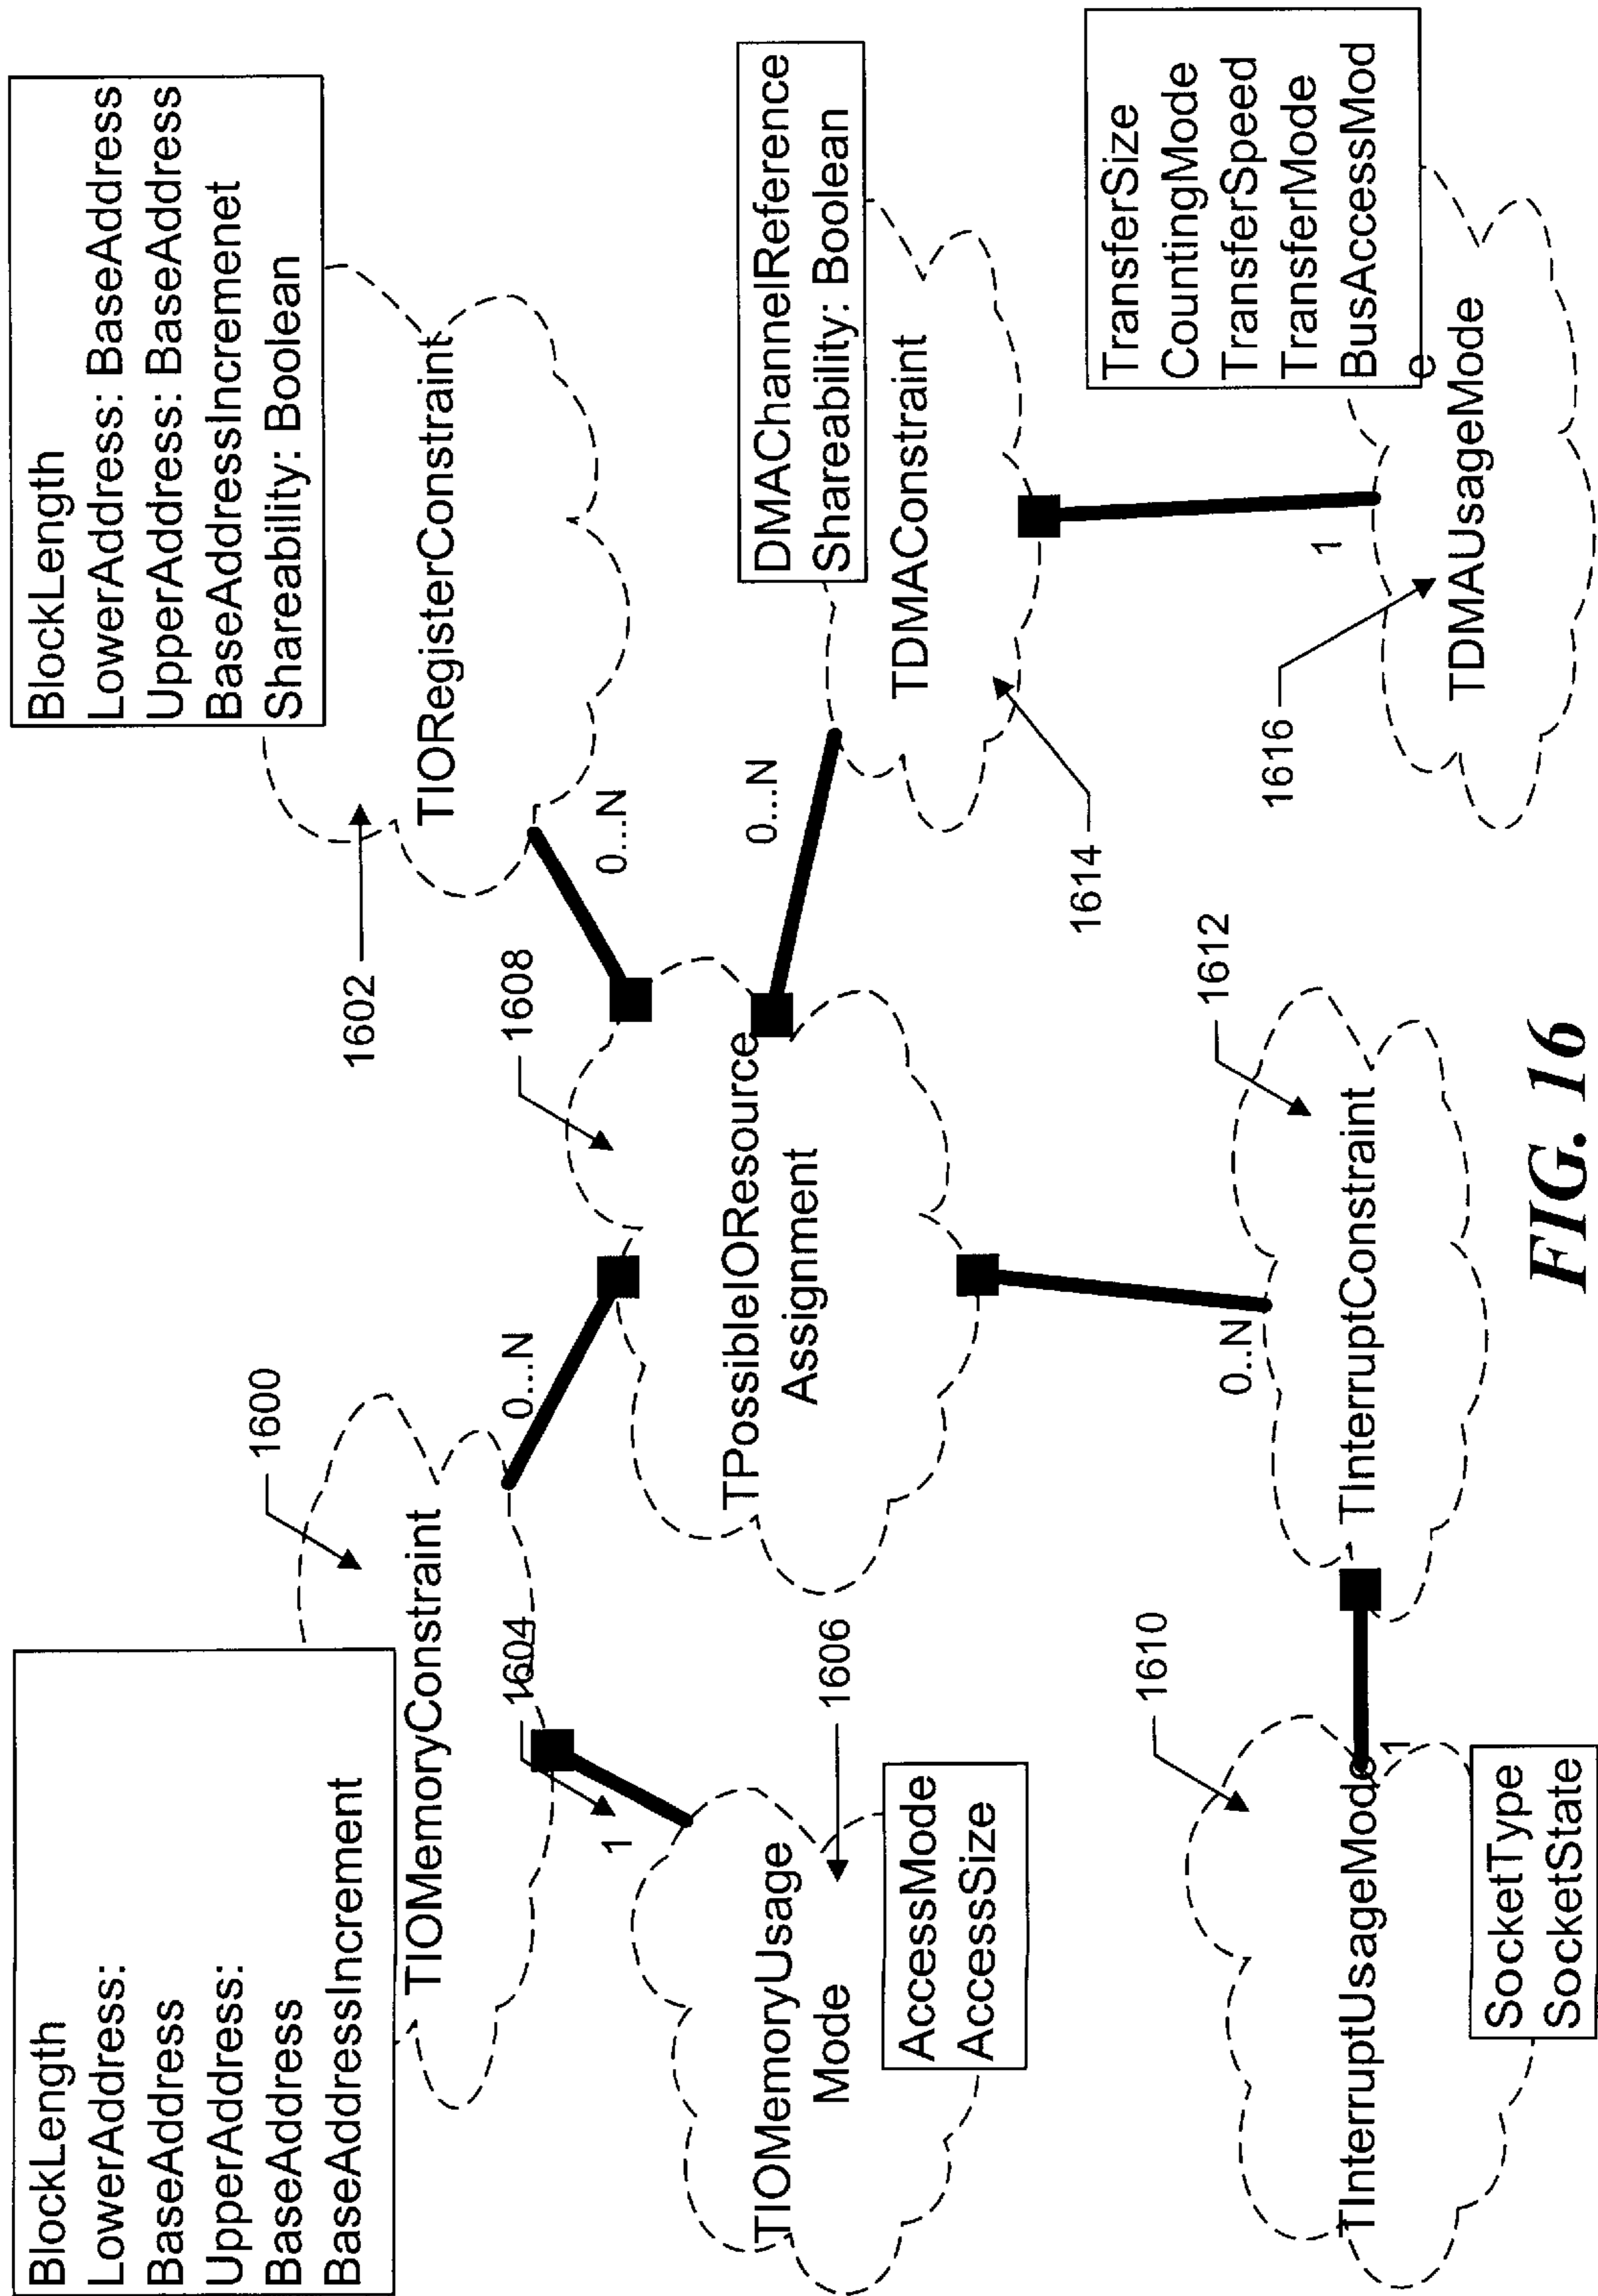 BlockLength
LowerAddress:
BaseAddress
UpperAddress:
BaseAddress
BaseAddressIncrement
1600
TIOMemoryConstraint
0...N
1604
1
TIOMemoryUsage
Mode
1606
AccessMode
AccessSize
BlockLength
LowerAddress: BaseAddress
UpperAddress: BaseAddress
BaseAddressIncremenet
Shareability: Boolean
1602
TIORegisterConstraint
0...N
1608
TPossibleIOResource
Assignment
0...N
DMAChannelReference
Shareability: Boolean
TDMAConstraint
1614
1610
TInterruptUsageMode
1
SocketType
SocketState
0..N
1612
TInterruptConstraint
1616
1
TransferSize
CountingMode
TransferSpeed
TransferMode
BusAccessMod
e
TDMAUsageMode
FIG. 16